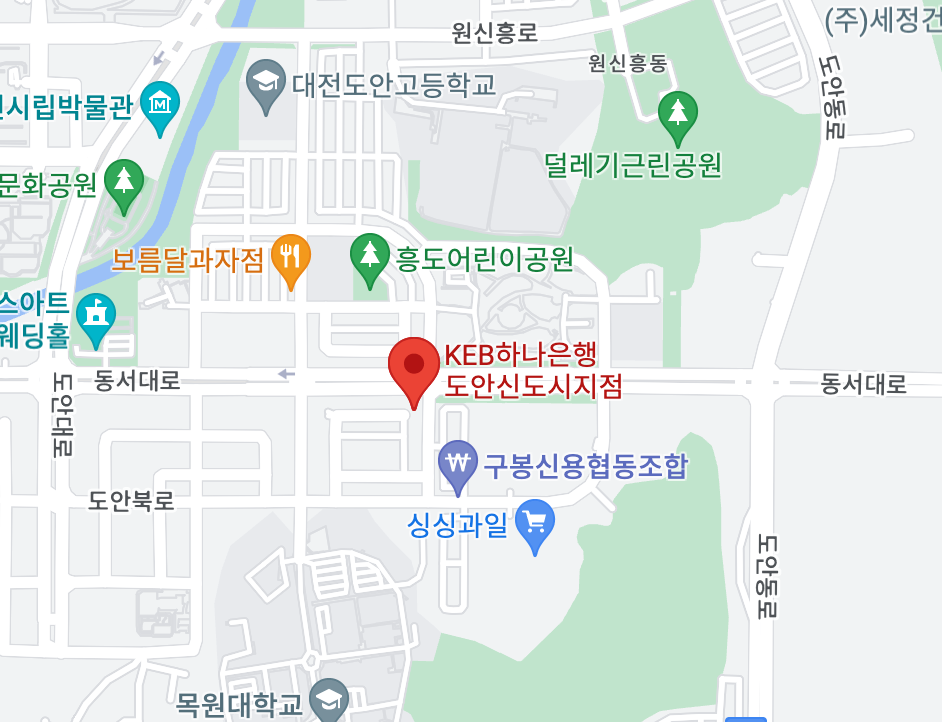 (주)세정건
원신흥로
원신흥동
도안동로
대전도안고등학교
시립박물관
덜레기근린공원
문화공원
보름달과자점
흥도어린이공원
스아트
웨딩홀
KEB하나은행
도안신도시지점
동서대로
동서대로
도안대로
구봉신용협동조합
도안북로
싱싱과일
도안동로
목원대학교